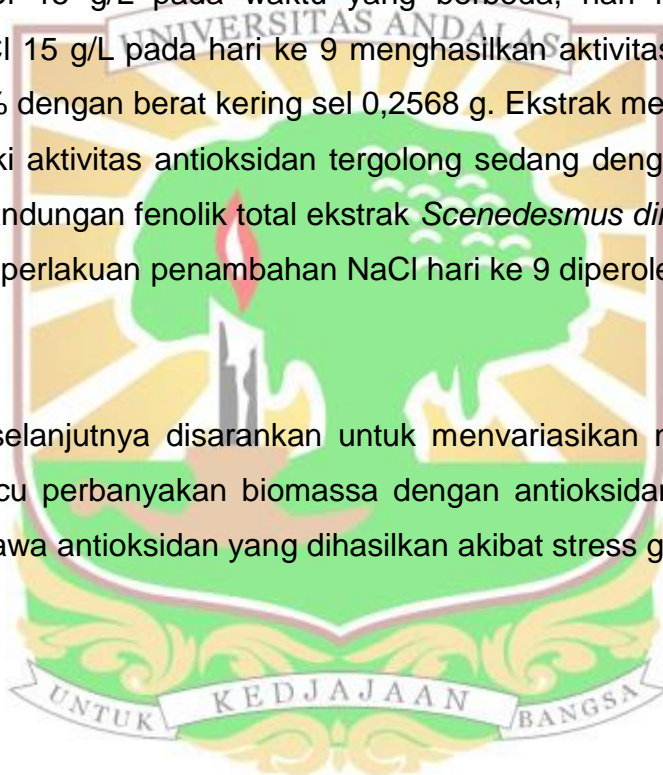 15 g/L pada waktu yang berbeda, hari
Cl 15 g/L pada hari ke 9 menghasilkan aktivitas
UNIVERSITAS ANDALAS
% dengan berat kering sel 0,2568 g. Ekstrak me
ki aktivitas antioksidan tergolong sedang deng
ndungan fenolik total ekstrak Scenedesmus dim
perlakuan penambahan NaCl hari ke 9 diperole
selanjutnya disarankan untuk menvariasikan
cu perbanyakan biomassa dengan antioksidan
awa antioksidan yang dihasilkan akibat stress g
UNTUK KEDJAJAAN BANGSA